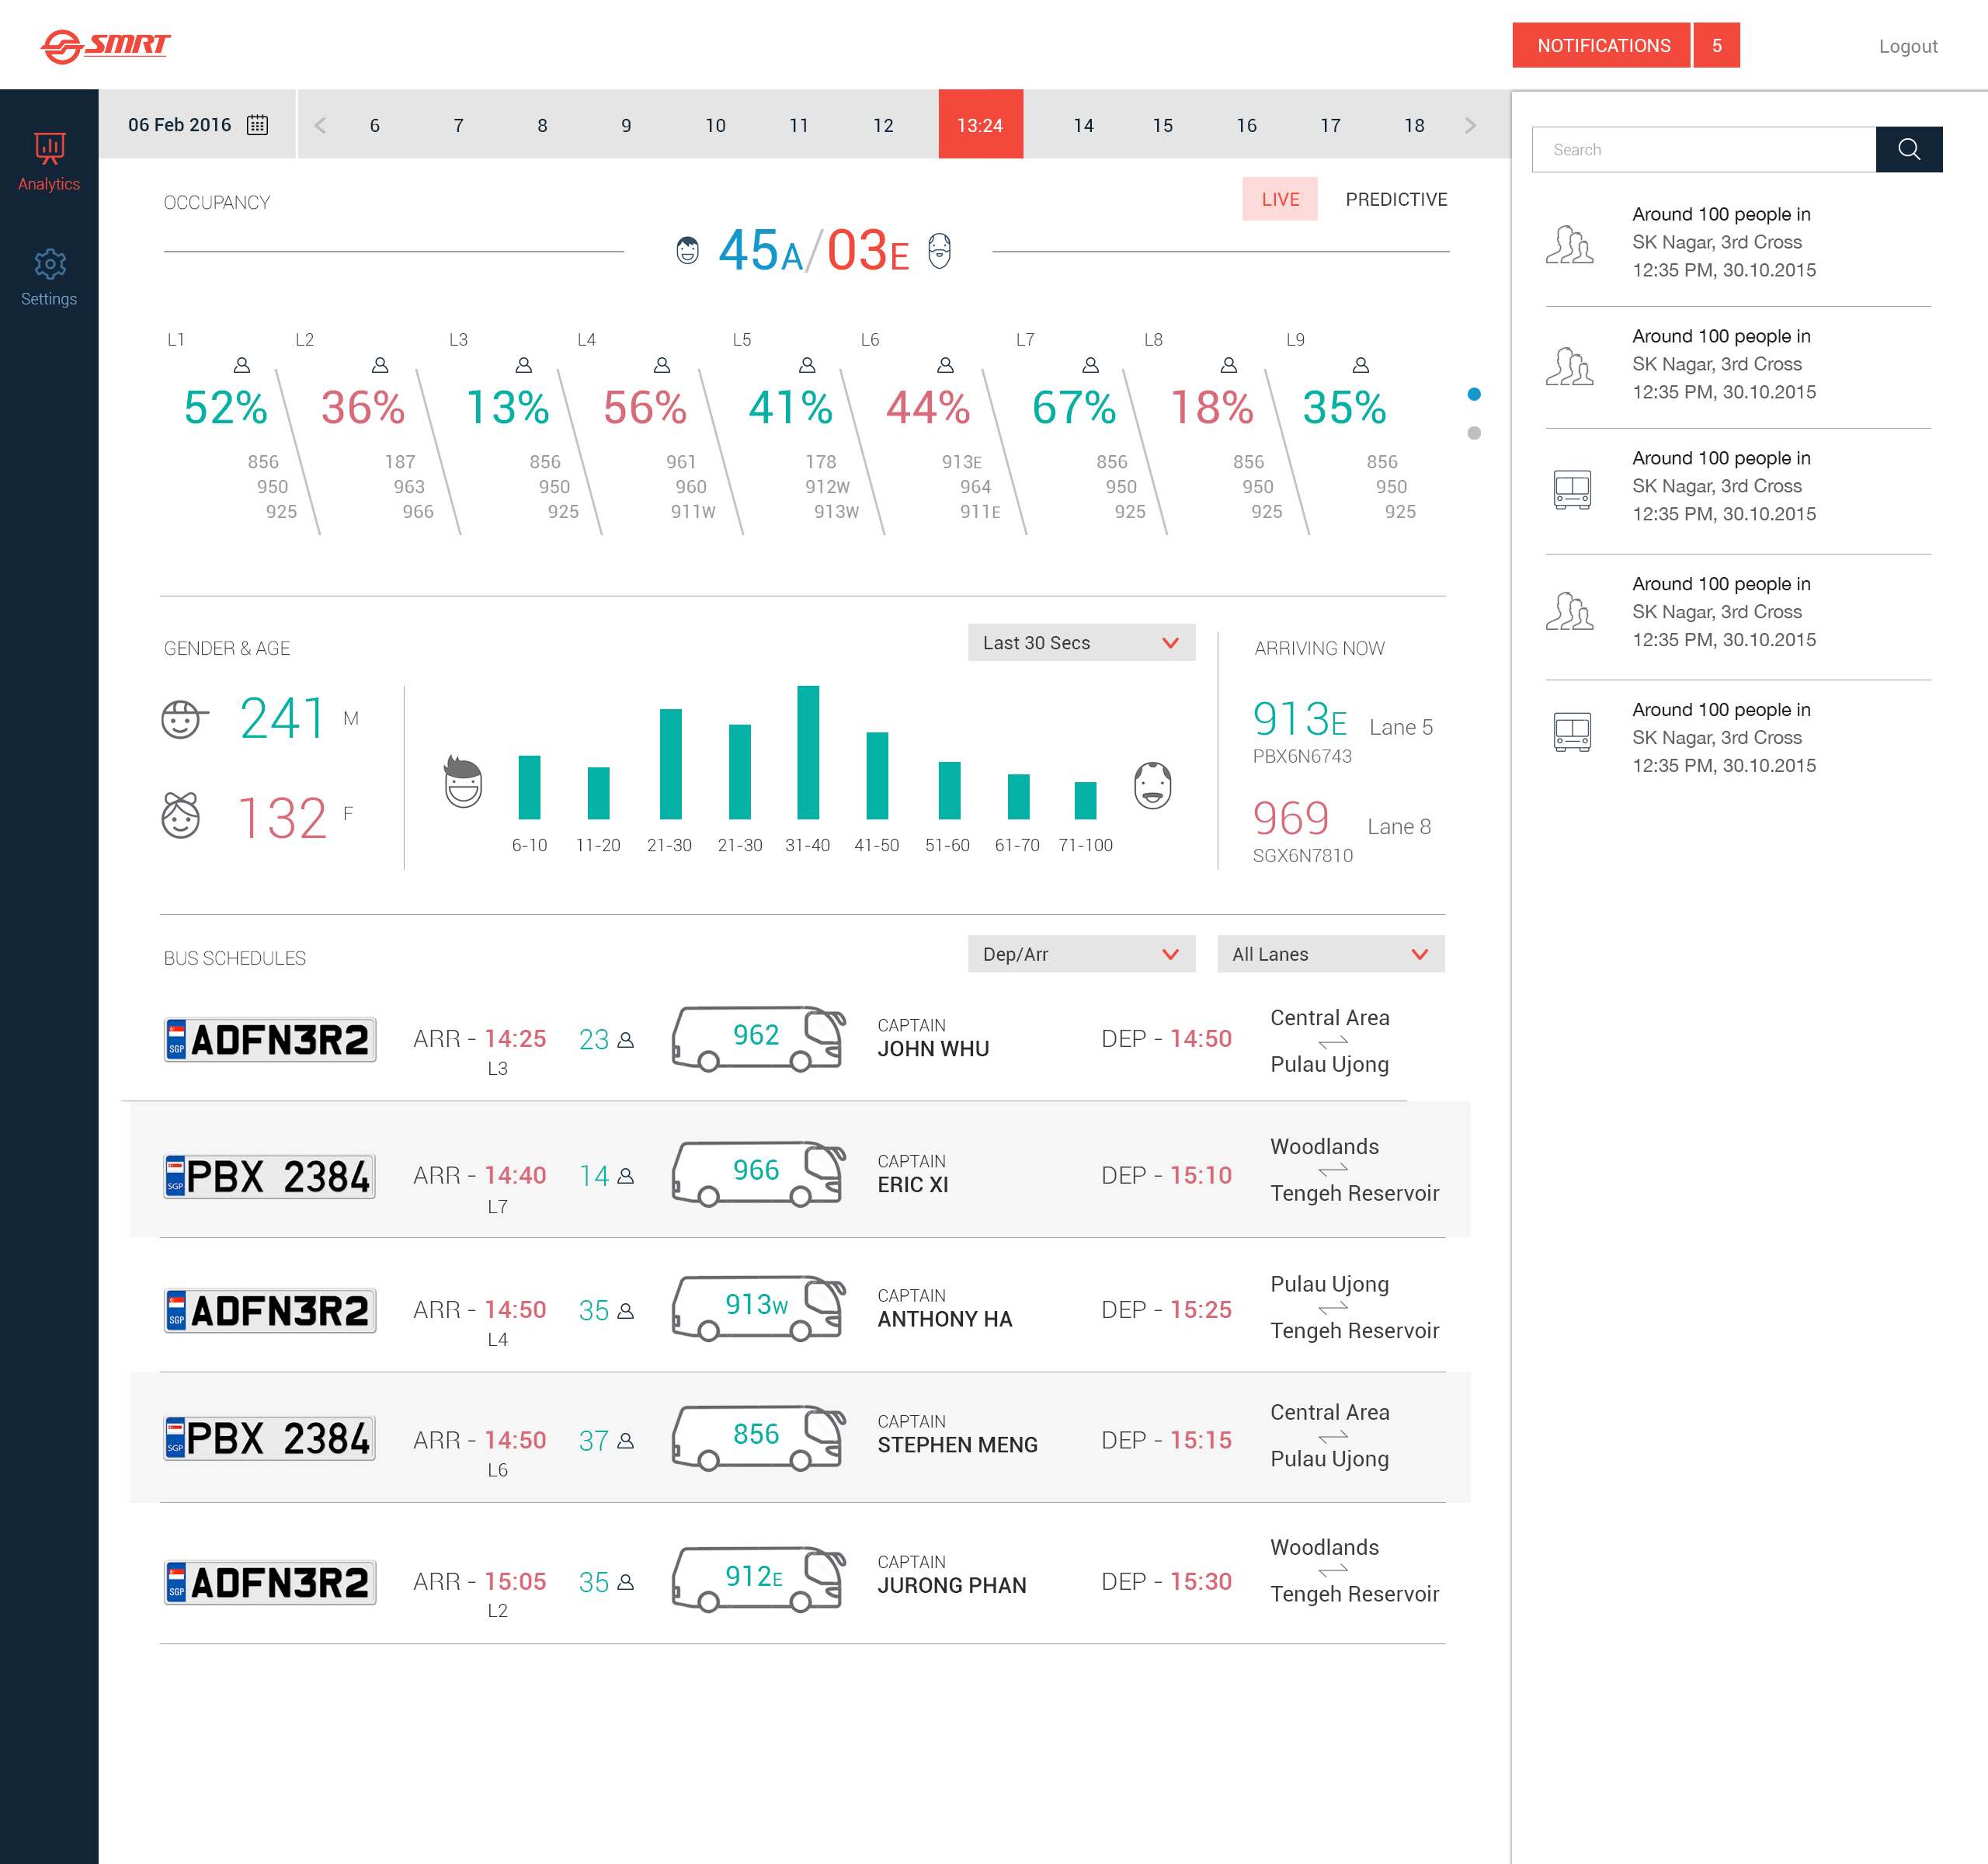 SMRT
NOTIFICATIONS 5
Logout
Analytics
Settings
06 Feb 2016
< 6 7 8 9 10 11 12 13:24 14 15 16 17 18 >
OCCUPANCY
LIVE PREDICTIVE
45A/03E
L1 L2 L3 L4 L5 L6 L7 L8 L9
52% 36% 13% 56% 41% 44% 67% 18% 35%
856 187 856 961 178 913E 856 856 856
950 963 950 960 912W 964 950 950 950
925 966 925 911W 913W 911E 925 925 925
GENDER & AGE
Last 30 Secs
241 M
132 F
6-10 11-20 21-30 21-30 31-40 41-50 51-60 61-70 71-100
ARRIVING NOW
913E Lane 5
PBX6N6743
969 Lane 8
SGX6N7810
BUS SCHEDULES
Dep/Arr
All Lanes
SGP ADFN3R2
ARR - 14:25
L3
23
962
CAPTAIN
JOHN WHU
DEP - 14:50
Central Area
Pulau Ujong
SGP PBX 2384
ARR - 14:40
L7
14
966
CAPTAIN
ERIC XI
DEP - 15:10
Woodlands
Tengeh Reservoir
SGP ADFN3R2
ARR - 14:50
L4
35
913W
CAPTAIN
ANTHONY HA
DEP - 15:25
Pulau Ujong
Tengeh Reservoir
SGP PBX 2384
ARR - 14:50
L6
37
856
CAPTAIN
STEPHEN MENG
DEP - 15:15
Central Area
Pulau Ujong
SGP ADFN3R2
ARR - 15:05
L2
35
912E
CAPTAIN
JURONG PHAN
DEP - 15:30
Woodlands
Tengeh Reservoir
Search
Around 100 people in
SK Nagar, 3rd Cross
12:35 PM, 30.10.2015
Around 100 people in
SK Nagar, 3rd Cross
12:35 PM, 30.10.2015
Around 100 people in
SK Nagar, 3rd Cross
12:35 PM, 30.10.2015
Around 100 people in
SK Nagar, 3rd Cross
12:35 PM, 30.10.2015
Around 100 people in
SK Nagar, 3rd Cross
12:35 PM, 30.10.2015